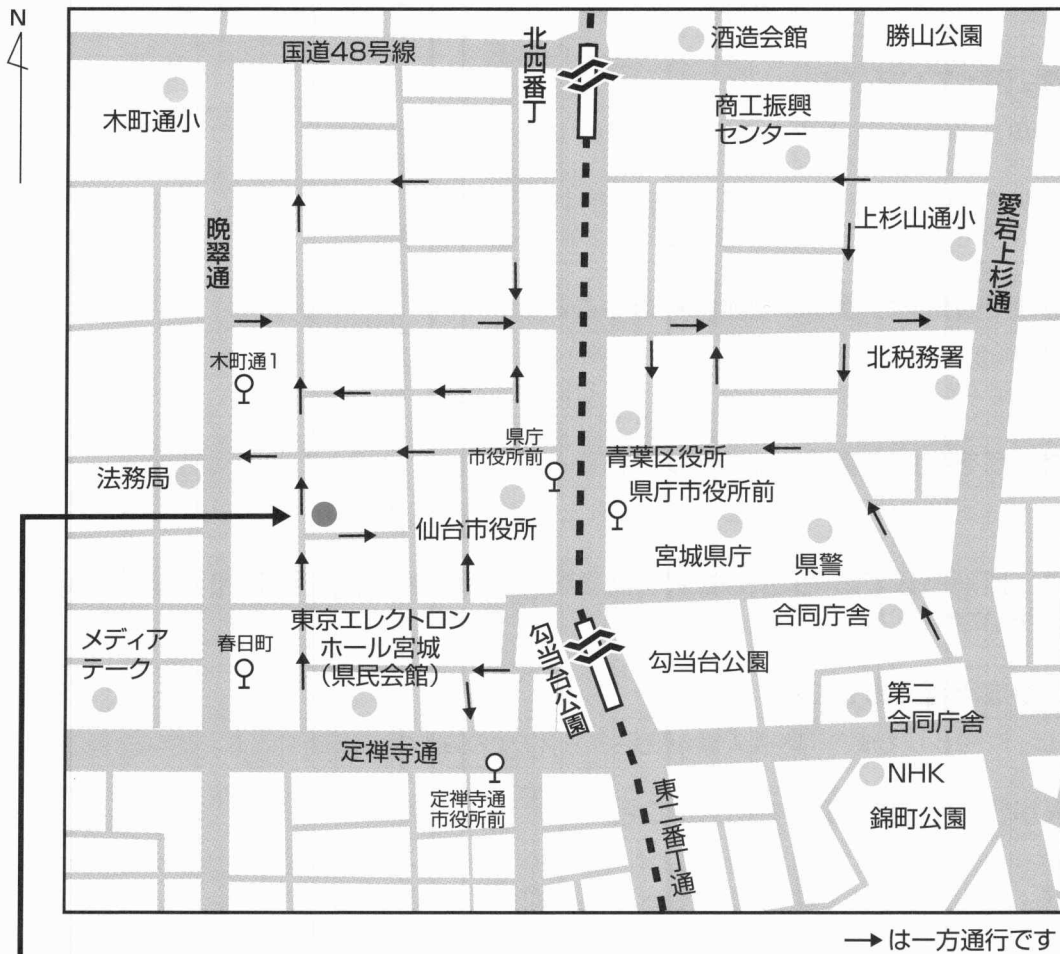 N
国道48号線
北四番丁
酒造会館
勝山公園
木町通小
商工振興
センター
晩翠通
上杉山通小
愛宕上杉通
木町通1
北税務署
県庁
市役所前
青葉区役所
法務局
県庁市役所前
仙台市役所
宮城県庁
県警
東京エレクトロン
ホール宮城
(県民会館)
合同庁舎
メディア
テーク
春日町
勾当台公園
勾当台公園
第二
合同庁舎
定禅寺通
NHK
定禅寺通
市役所前
東二番丁通
錦町公園
→は一方通行です